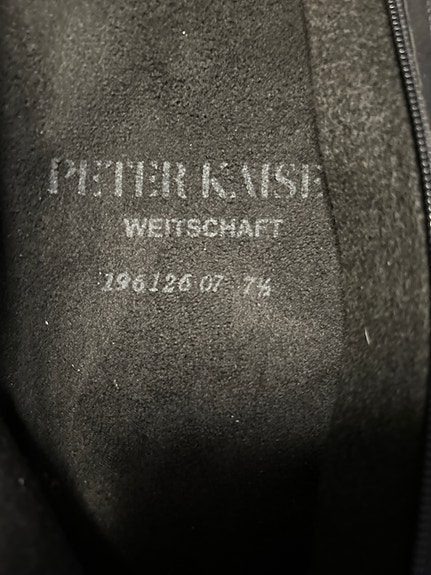 PETER KAISE
WEITSCHAFT
196126 07 7½